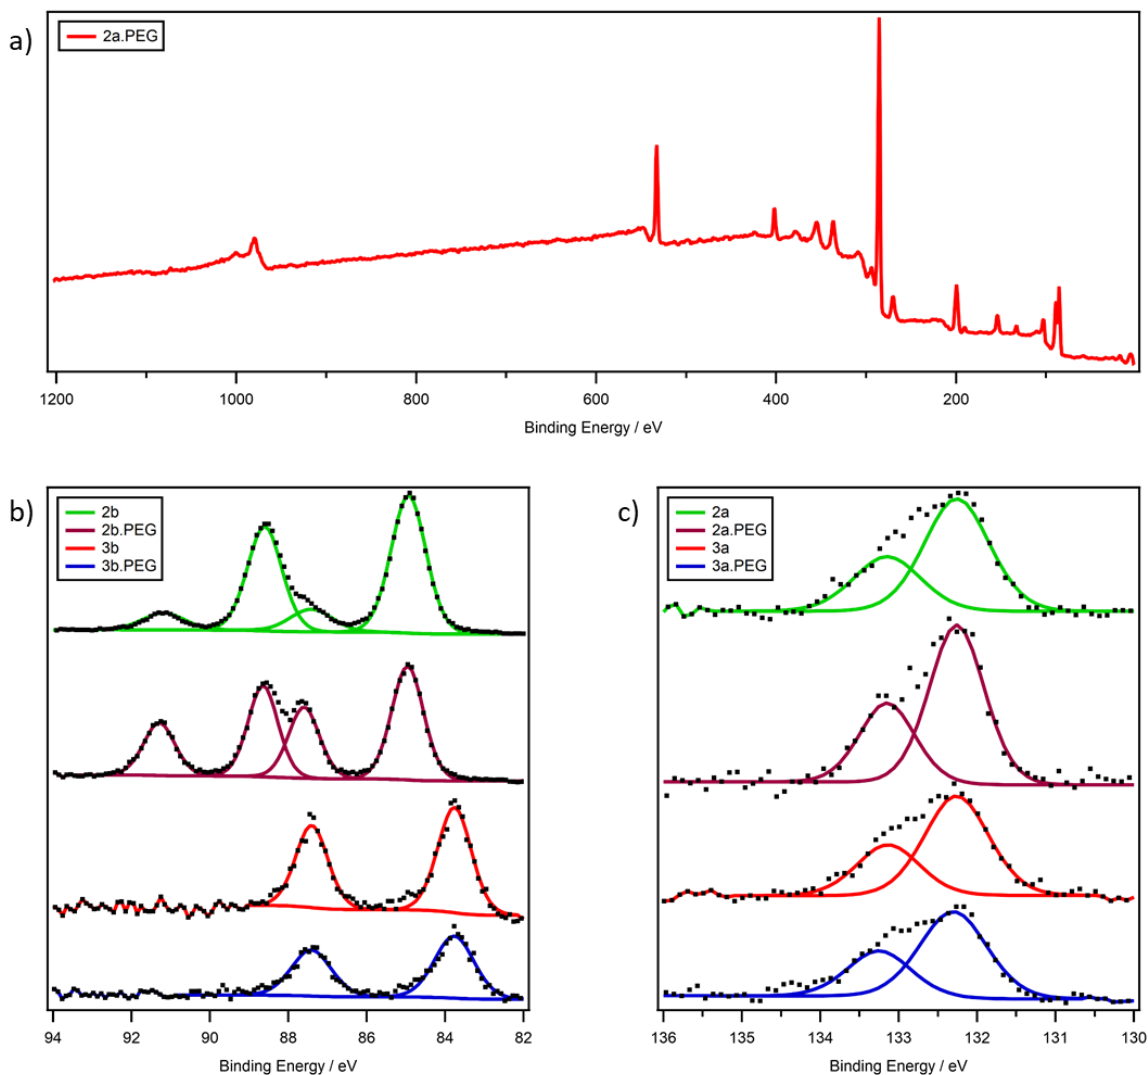 a)
2a.PEG
1200 1000 800 600 400 200
Binding Energy / eV
b)
2b
2b.PEG
3b
3b.PEG
94 92 90 88 86 84 82
Binding Energy / eV
c)
2a
2a.PEG
3a
3a.PEG
136 135 134 133 132 131 130
Binding Energy / eV